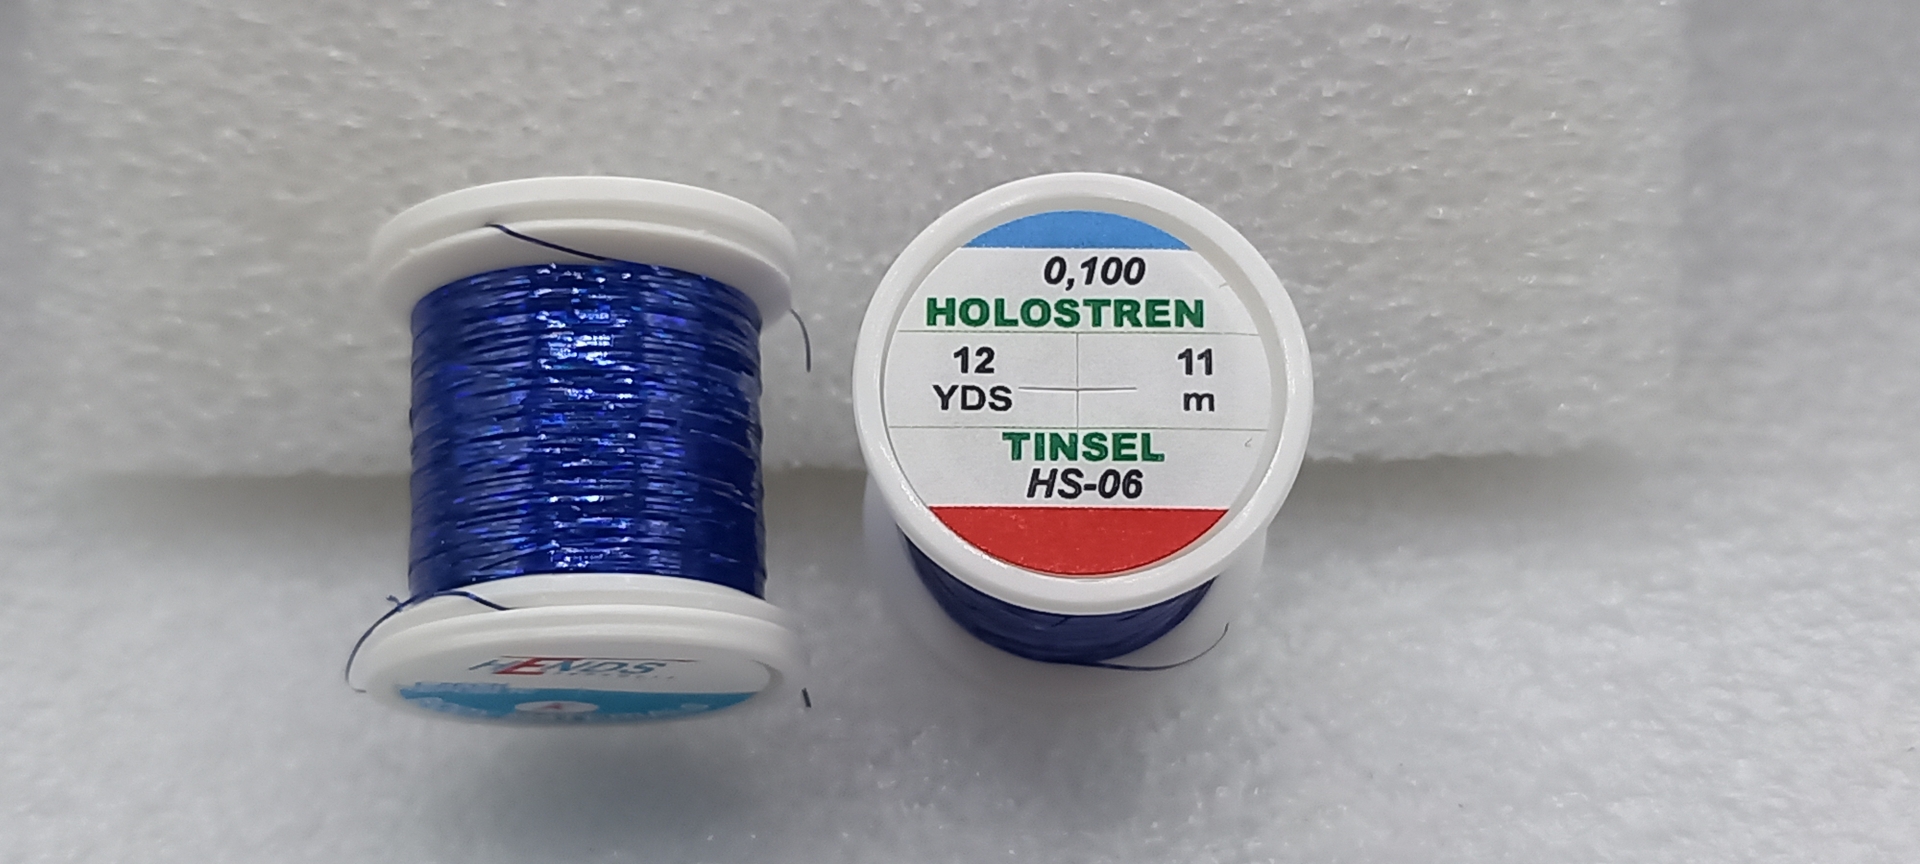 0,100
HOLOSTREN
12 11
YDS m
TINSEL
HS-06
HENDS